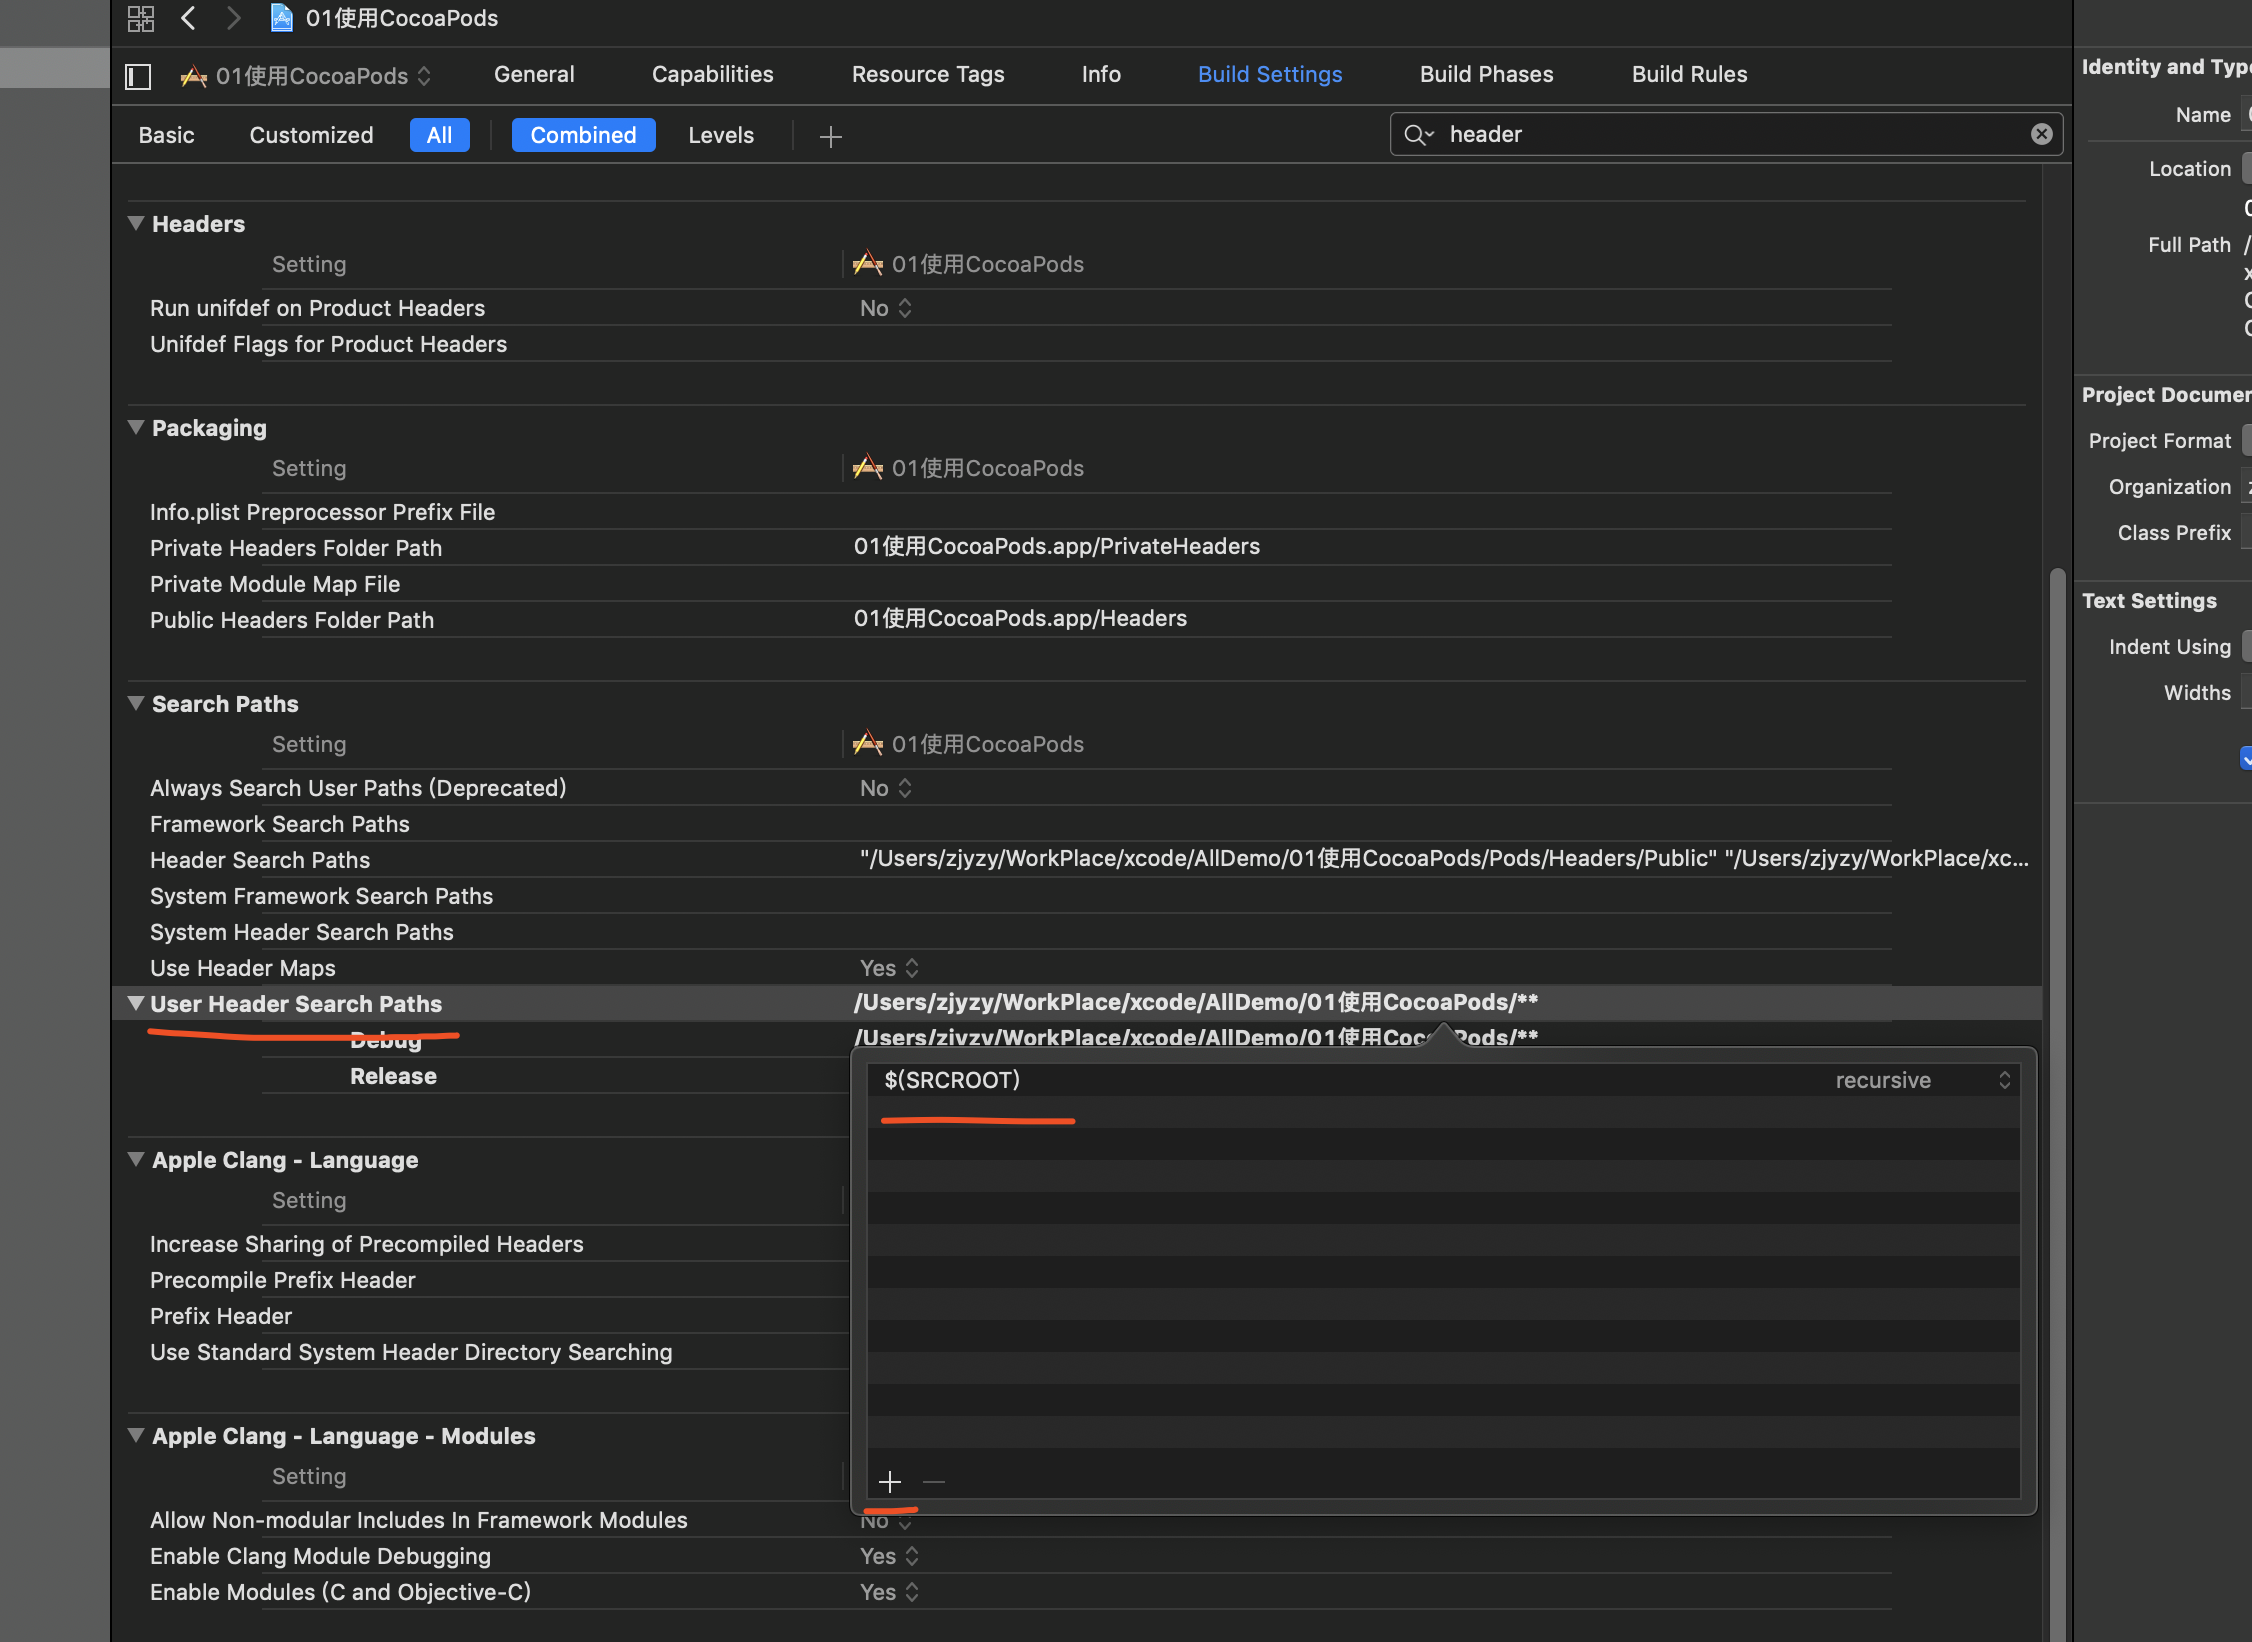 01使用CocoaPods
01使用CocoaPods General Capabilities Resource Tags Info Build Settings Build Phases Build Rules
Basic Customized All Combined Levels header
Headers
Setting 01使用CocoaPods
Run unifdef on Product Headers No
Unifdef Flags for Product Headers
Packaging
Setting 01使用CocoaPods
Info.plist Preprocessor Prefix File
Private Headers Folder Path 01使用CocoaPods.app/PrivateHeaders
Private Module Map File
Public Headers Folder Path 01使用CocoaPods.app/Headers
Search Paths
Setting 01使用CocoaPods
Always Search User Paths (Deprecated) No
Framework Search Paths
Header Search Paths "/Users/zjyzy/WorkPlace/xcode/AllDemo/01使用CocoaPods/Pods/Headers/Public" "/Users/zjyzy/WorkPlace/xc...
System Framework Search Paths
System Header Search Paths
Use Header Maps Yes
User Header Search Paths /Users/zjyzy/WorkPlace/xcode/AllDemo/01使用CocoaPods/**
Debug /Users/zjyzy/WorkPlace/xcode/AllDemo/01使用CocoaPods/**
Release
$(SRCROOT) recursive
Apple Clang - Language
Setting
Increase Sharing of Precompiled Headers
Precompile Prefix Header
Prefix Header
Use Standard System Header Directory Searching
Apple Clang - Language - Modules
Setting
Allow Non-modular Includes In Framework Modules No
Enable Clang Module Debugging Yes
Enable Modules (C and Objective-C) Yes
Identity and Type
Name
Location
Full Path /
Project Documen
Project Format
Organization
Class Prefix
Text Settings
Indent Using
Widths